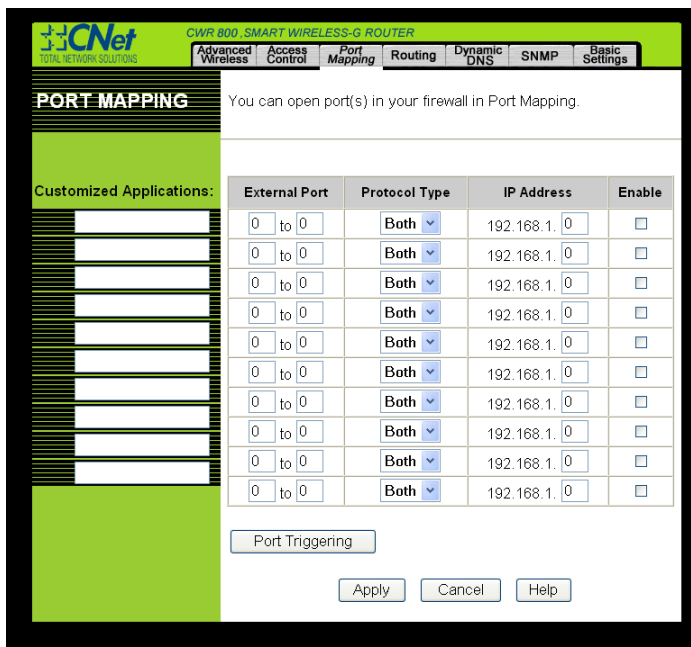 CNet
TOTAL NETWORK SOLUTIONS
CWR 800 ,SMART WIRELESS-G ROUTER
Advanced Wireless Access Control Port Mapping Routing Dynamic DNS SNMP Basic Settings
PORT MAPPING
You can open port(s) in your firewall in Port Mapping.
Customized Applications: External Port Protocol Type IP Address Enable
0 to 0 Both 192.168.1. 0
0 to 0 Both 192.168.1. 0
0 to 0 Both 192.168.1. 0
0 to 0 Both 192.168.1. 0
0 to 0 Both 192.168.1. 0
0 to 0 Both 192.168.1. 0
0 to 0 Both 192.168.1. 0
0 to 0 Both 192.168.1. 0
0 to 0 Both 192.168.1. 0
0 to 0 Both 192.168.1. 0
Port Triggering
Apply Cancel Help